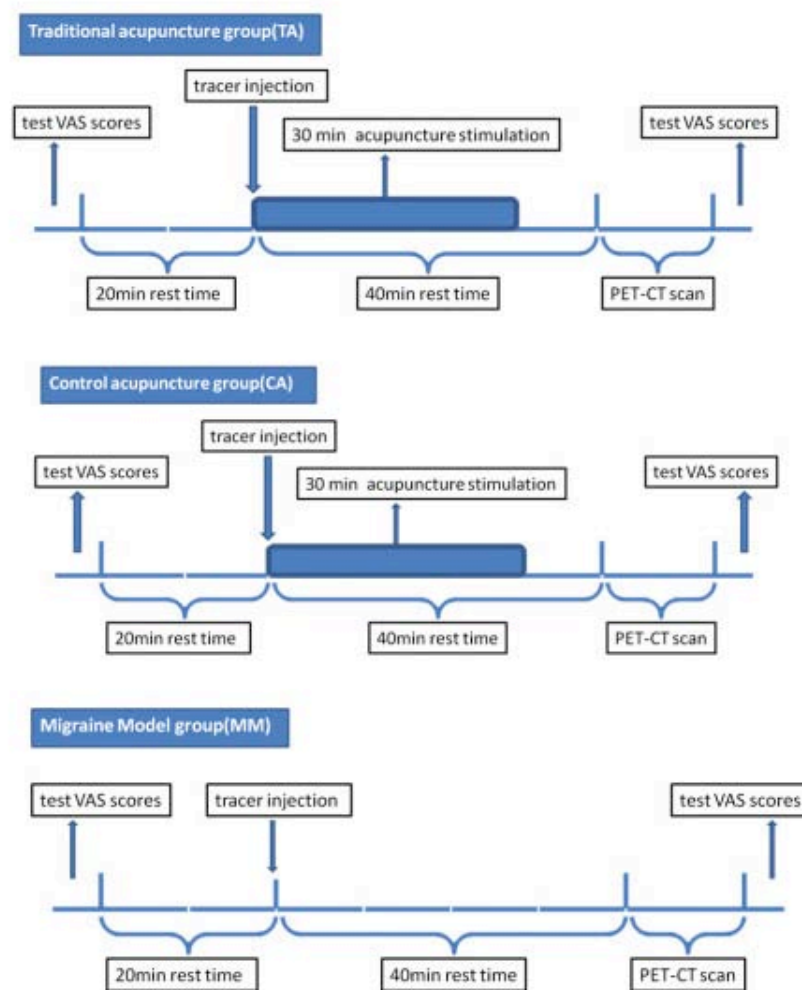 Traditional acupuncture group(TA)
tracer injection
test VAS scores
30 min acupuncture stimulation
test VAS scores
20min rest time
40min rest time
PET-CT scan
Control acupuncture group(CA)
tracer injection
test VAS scores
30 min acupuncture stimulation
test VAS scores
20min rest time
40min rest time
PET-CT scan
Migraine Model group(MM)
test VAS scores
tracer injection
test VAS scores
20min rest time
40min rest time
PET-CT scan